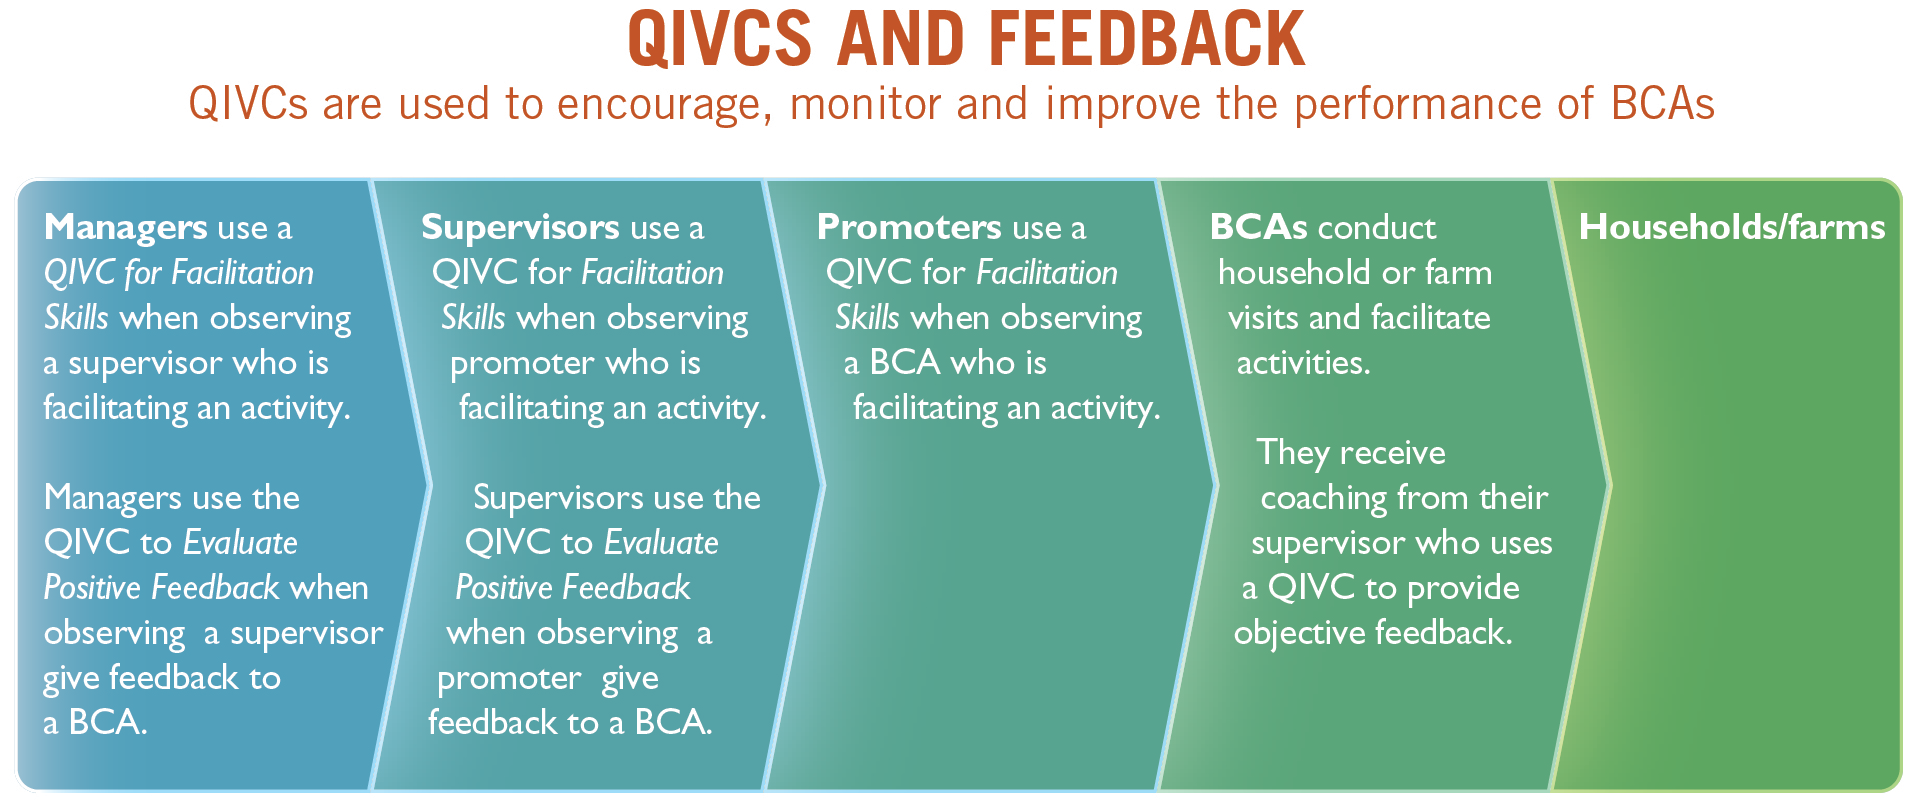 QIVCS AND FEEDBACK
QIVCs are used to encourage, monitor and improve the performance of BCAs
Managers use a
QIVC for Facilitation
Skills when observing
a supervisor who is
facilitating an activity.
Managers use the
QIVC to Evaluate
Positive Feedback when
observing a supervisor
give feedback to
a BCA.
Supervisors use a
QIVC for Facilitation
Skills when observing
promoter who is
facilitating an activity.
Supervisors use the
QIVC to Evaluate
Positive Feedback
when observing a
promoter give
feedback to a BCA.
Promoters use a
QIVC for Facilitation
Skills when observing
a BCA who is
facilitating an activity.
BCAs conduct
household or farm
visits and facilitate
activities.
They receive
coaching from their
supervisor who uses
a QIVC to provide
objective feedback.
Households/farms